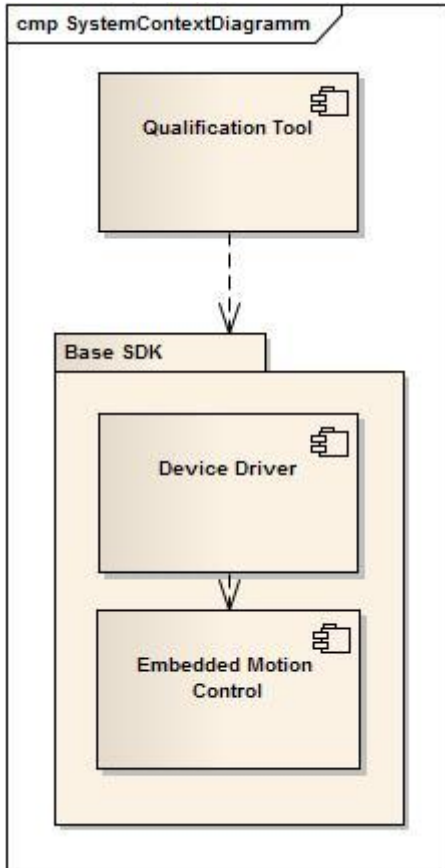 cmp SystemContextDiagramm
Qualification Tool
Base SDK
Device Driver
Embedded Motion
Control